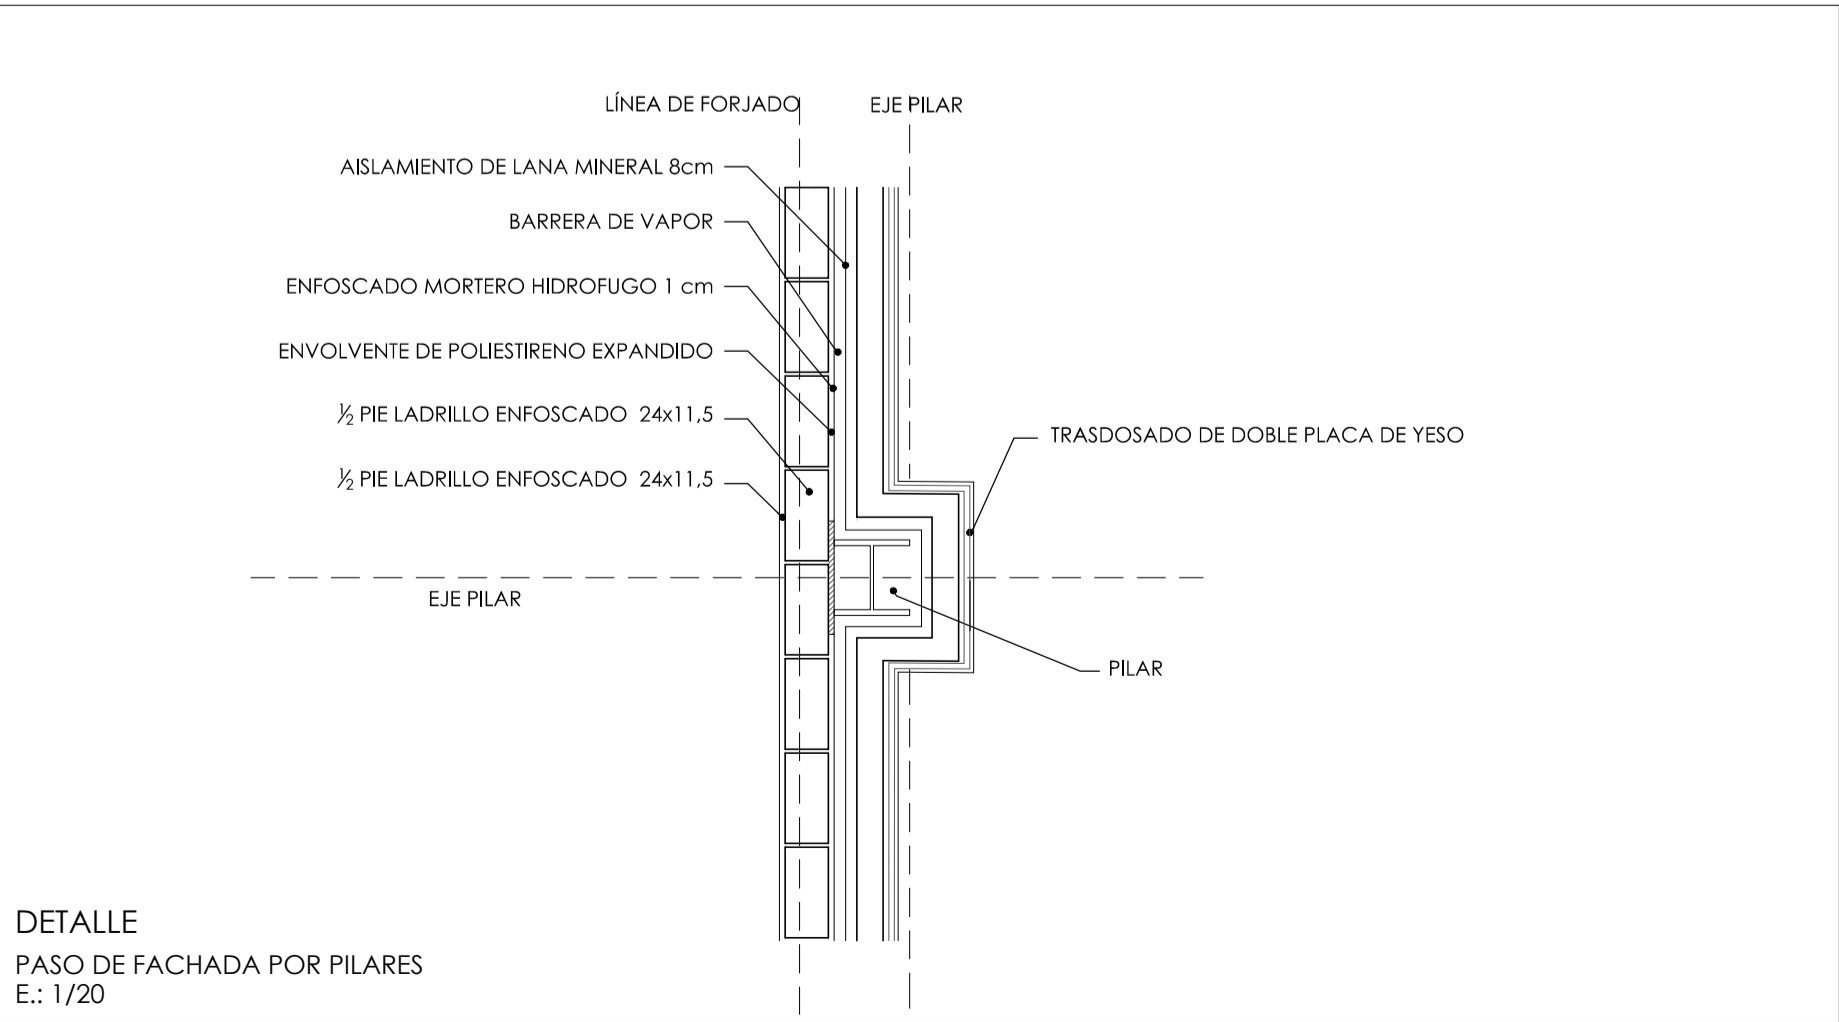 LÍNEA DE FORJADO
EJE PILAR
AISLAMIENTO DE LANA MINERAL 8cm
BARRERA DE VAPOR
ENFOSCADO MORTERO HIDROFUGO 1 cm
ENVOLVENTE DE POLIESTIRENO EXPANDIDO
½ PIE LADRILLO ENFOSCADO 24x11,5
TRASDOSADO DE DOBLE PLACA DE YESO
½ PIE LADRILLO ENFOSCADO 24x11,5
EJE PILAR
PILAR
DETALLE
PASO DE FACHADA POR PILARES
E.: 1/20